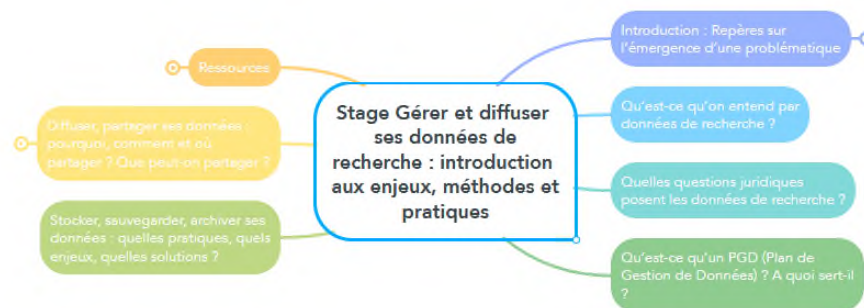 Stage Gérer et diffuser
ses données de
recherche : introduction
aux enjeux, méthodes et
pratiques
Introduction : Repères sur
l'émergence d'une problématique
Qu'est-ce qu'on entend par
données de recherche ?
Quelles questions juridiques
posent les données de recherche ?
Qu'est-ce qu'un PGD (Plan de
Gestion de Données) ? A quoi sert-il
?
Stocker, sauvegarder, archiver ses
données : quelles pratiques, quels
enjeux, quelles solutions ?
Diffuser, partager ses données :
pourquoi, comment et où
partager ? Que peut-on partager ?
Ressources